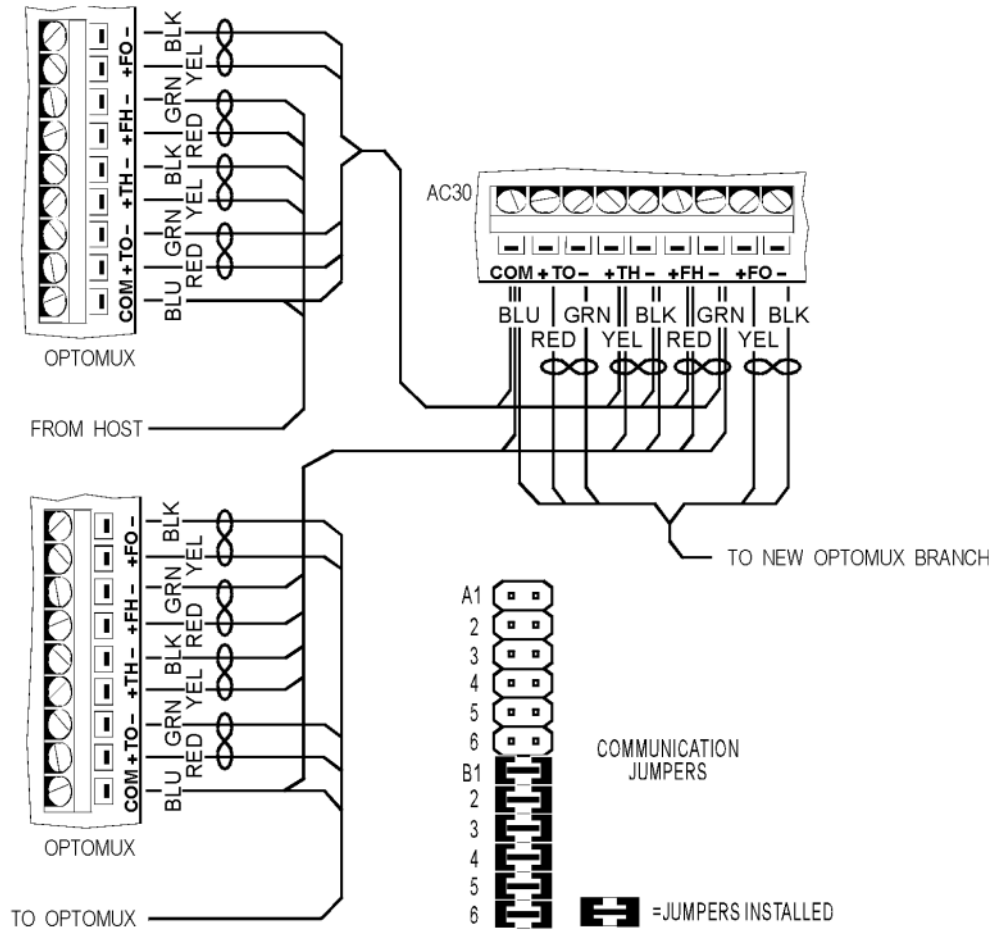 BLK
YEL
GRN
RED
BLK
YEL
GRN
RED
BLU
+FO-
+FH-
+TH-
+TO-
COM
OPTOMUX
FROM HOST
AC30
COM +TO- +TH- +FH- +FO-
BLU GRN BLK GRN BLK
RED YEL RED YEL
TO NEW OPTOMUX BRANCH
BLK
YEL
GRN
RED
BLK
YEL
GRN
RED
BLU
+FO-
+FH-
+TH-
+TO-
COM
OPTOMUX
TO OPTOMUX
A1
2
3
4
5
6
B1
2
3
4
5
6
COMMUNICATION
JUMPERS
=JUMPERS INSTALLED